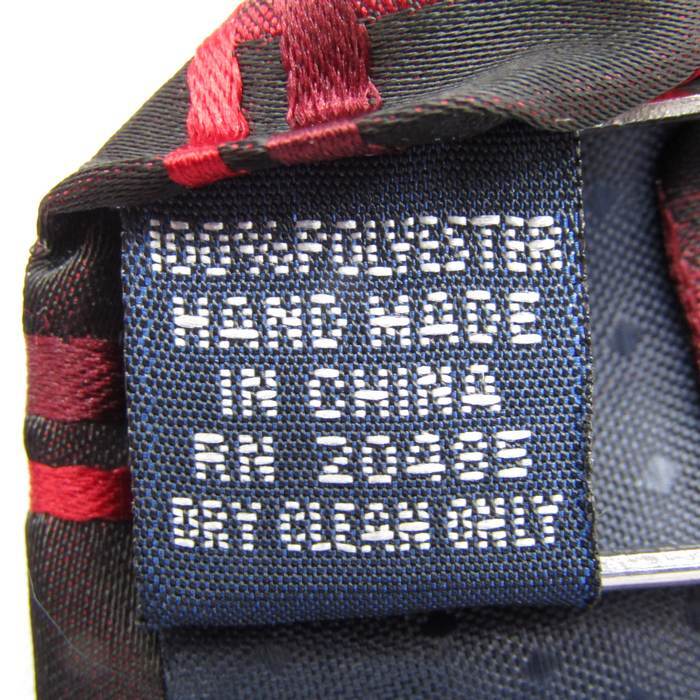 100% POLYESTER
HAND MADE
IN CHINA
RN 20485
DRY CLEAN ONLY